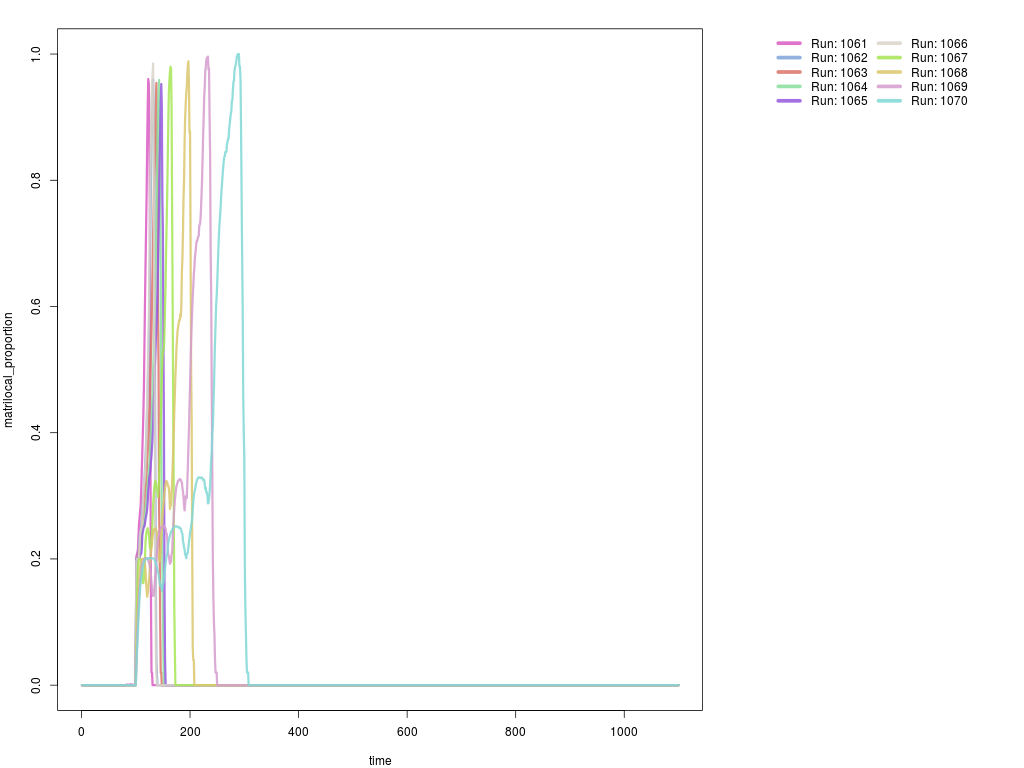 Run: 1061
Run: 1062
Run: 1063
Run: 1064
Run: 1065
Run: 1066
Run: 1067
Run: 1068
Run: 1069
Run: 1070
matrilocal_proportion
1.0
0.8
0.6
0.4
0.2
0.0
0 200 400 600 800 1000
time